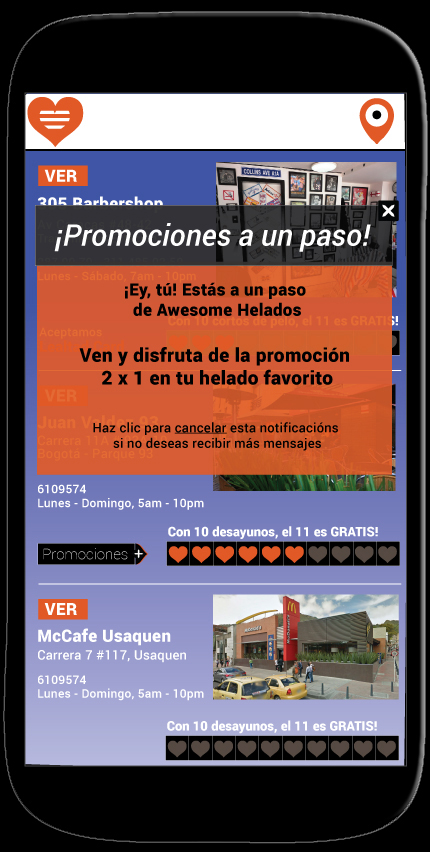 VER
305 Barbershop
¡Promociones a un paso!
Lunes - Sábado, 7am - 10pm
¡Ey, tú! Estás a un paso
de Awesome Helados
Con 10 cortos de pelo, el 11 es GRATIS!
Aceptamos
Ven y disfruta de la promoción
2 x 1 en tu helado favorito
VER
Juan Valdez 93
Haz clic para cancelar esta notificacións
si no deseas recibir más mensajes
Carrera 11A
Bogotá - Parque 93
6109574
Lunes - Domingo, 5am - 10pm
Con 10 desayunos, el 11 es GRATIS!
Promociones +
VER
McCafe Usaquen
Carrera 7 #117, Usaquen
6109574
Lunes - Domingo, 5am - 10pm
Con 10 desayunos, el 11 es GRATIS!